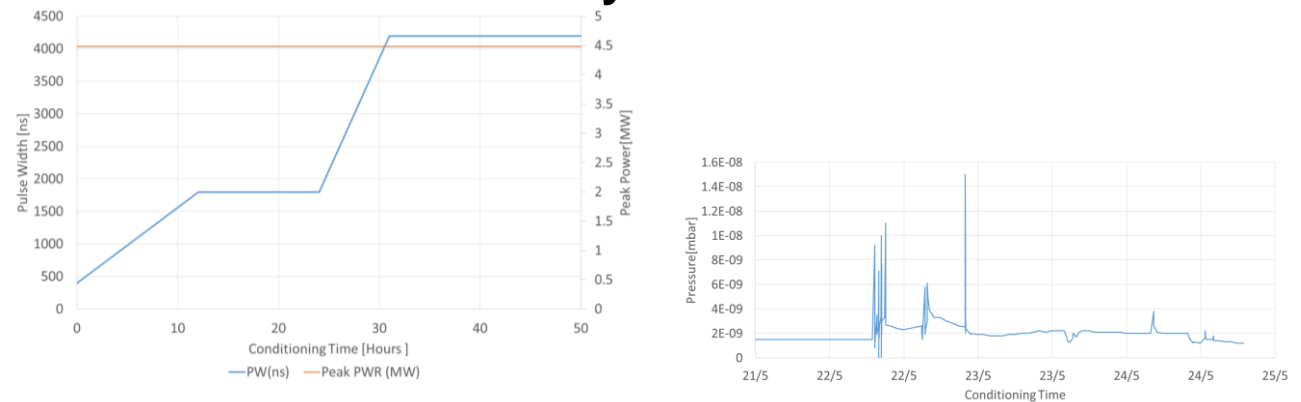 4500
4000
3500
3000
2500
2000
1500
1000
500
0
Pulse Width [ns]
5
4.5
4
3.5
3
2.5
2
1.5
1
0.5
0
Peak Power[MW]
0 10 20 30 40 50
Conditioning Time [Hours ]
PW(ns) Peak PWR (MW)
1.6E-08
1.4E-08
1.2E-08
1E-08
8E-09
6E-09
4E-09
2E-09
0
Pressure[mbar]
21/5 22/5 22/5 23/5 23/5 24/5 24/5 25/5
Conditioning Time